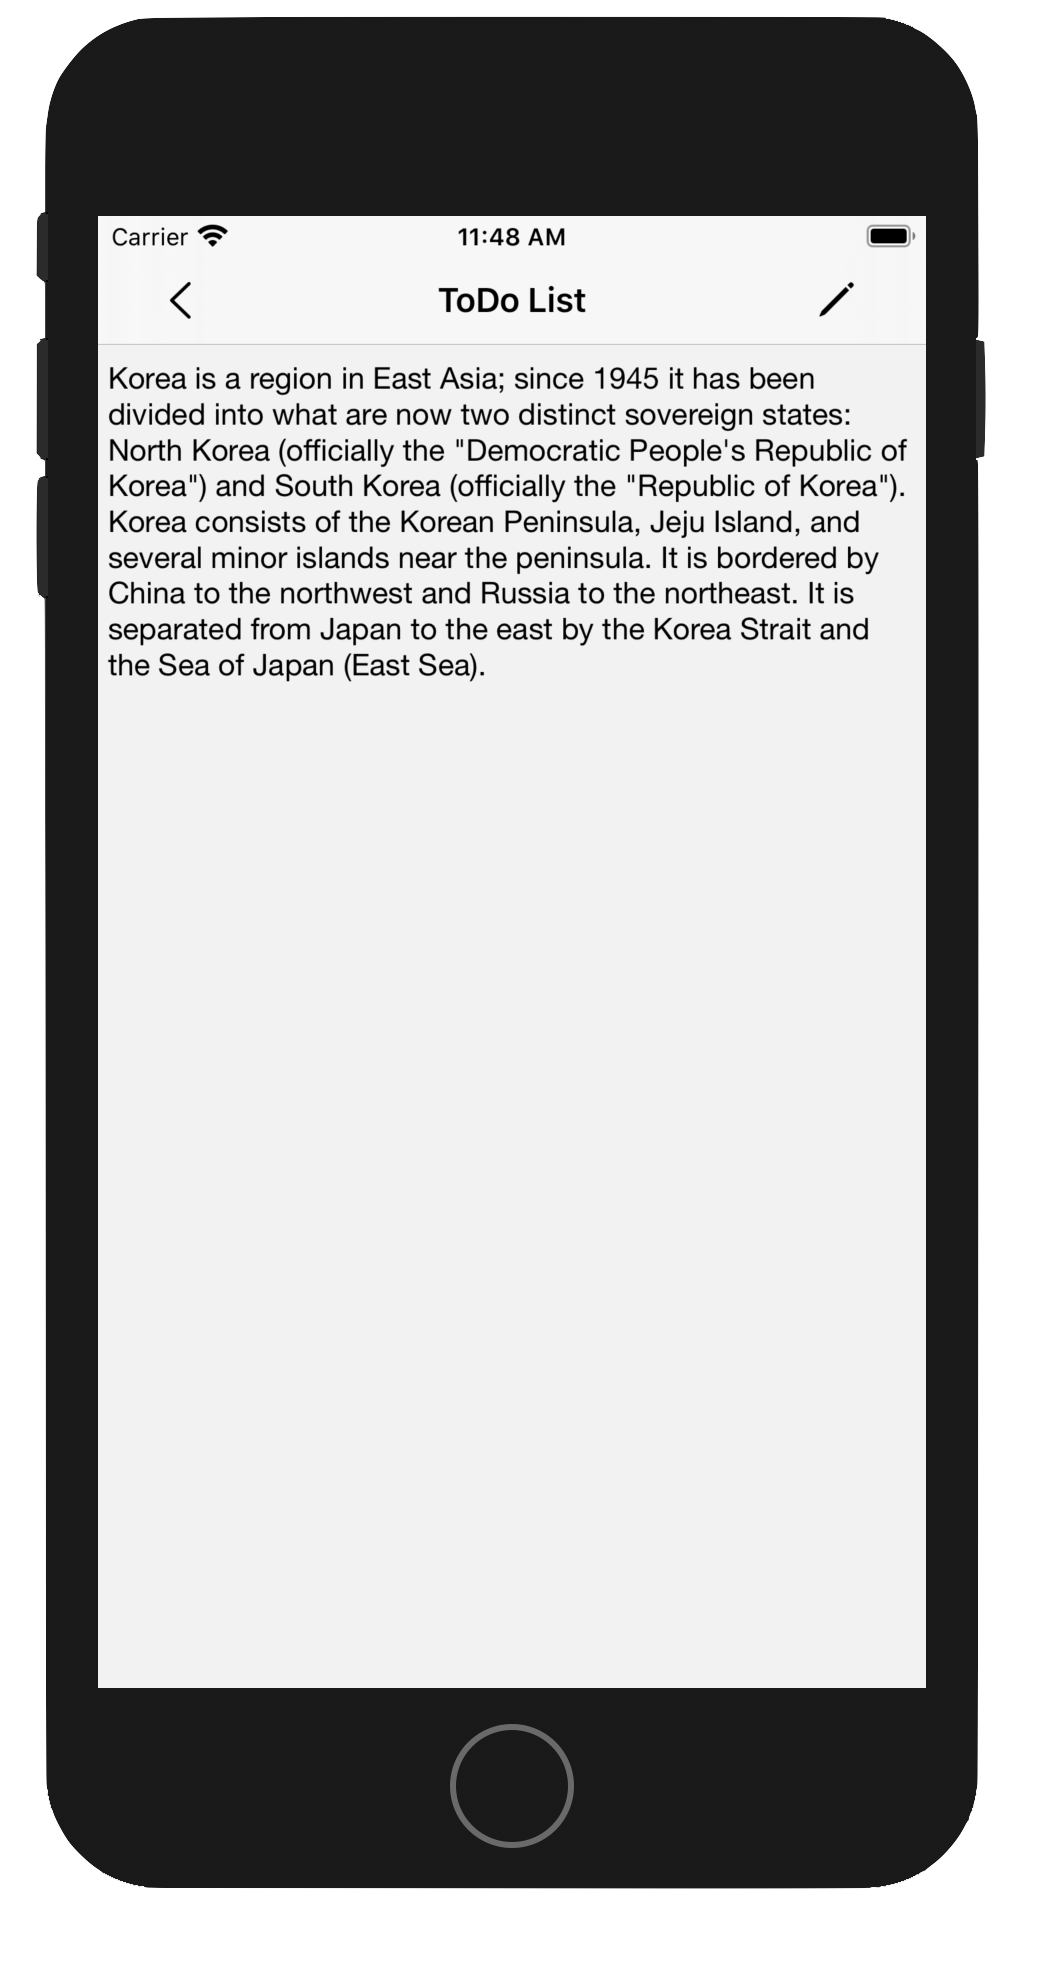 Carrier
11:48 AM
ToDo List
Korea is a region in East Asia; since 1945 it has been
divided into what are now two distinct sovereign states:
North Korea (officially the "Democratic People's Republic of
Korea") and South Korea (officially the "Republic of Korea").
Korea consists of the Korean Peninsula, Jeju Island, and
several minor islands near the peninsula. It is bordered by
China to the northwest and Russia to the northeast. It is
separated from Japan to the east by the Korea Strait and
the Sea of Japan (East Sea).